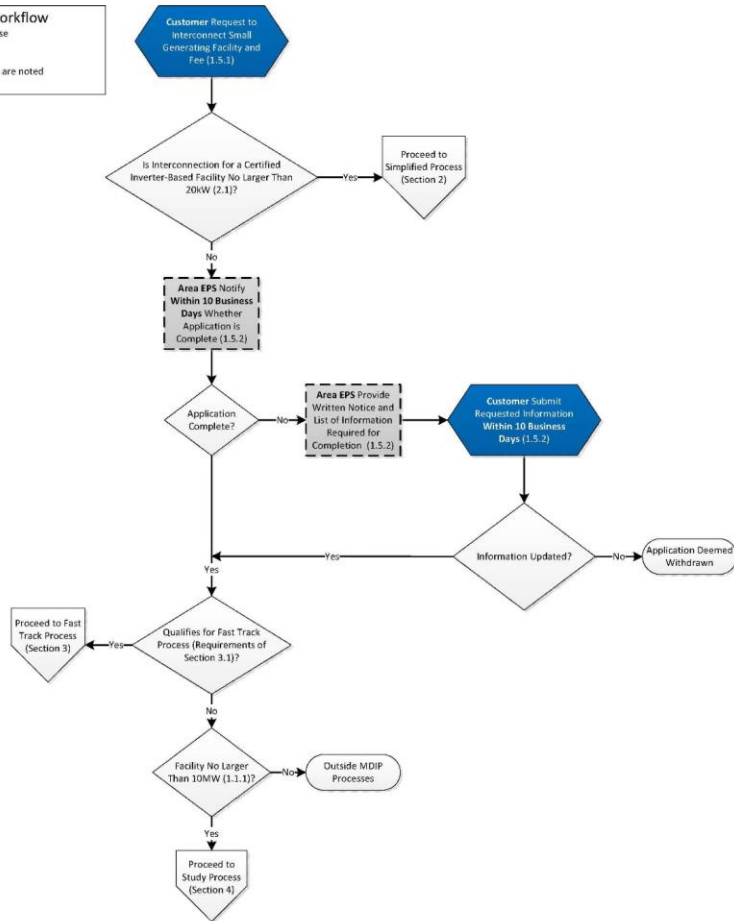 orkflow
se
are noted
Customer Request to
Interconnect Small
Generating Facility and
Fee (1.5.1)
Is Interconnection for a Certified
Inverter-Based Facility No Larger Than
20kW (2.1)?
Yes
Proceed to
Simplified Process
(Section 2)
No
Area EPS Notify
Within 10 Business
Days Whether
Application is
Complete (1.5.2)
Application
Complete?
No
Area EPS Provide
Written Notice and
List of Information
Required for
Completion (1.5.2)
Customer Submit
Requested Information
Within 10 Business
Days (1.5.2)
Information Updated?
No
Application Deemed
Withdrawn
Yes
Yes
Qualifies for Fast Track
Process (Requirements of
Section 3.1)?
Yes
Proceed to Fast
Track Process
(Section 3)
No
Facility No Larger
Than 10MW (1.1.1)?
No
Outside MDIP
Processes
Yes
Proceed to
Study Process
(Section 4)